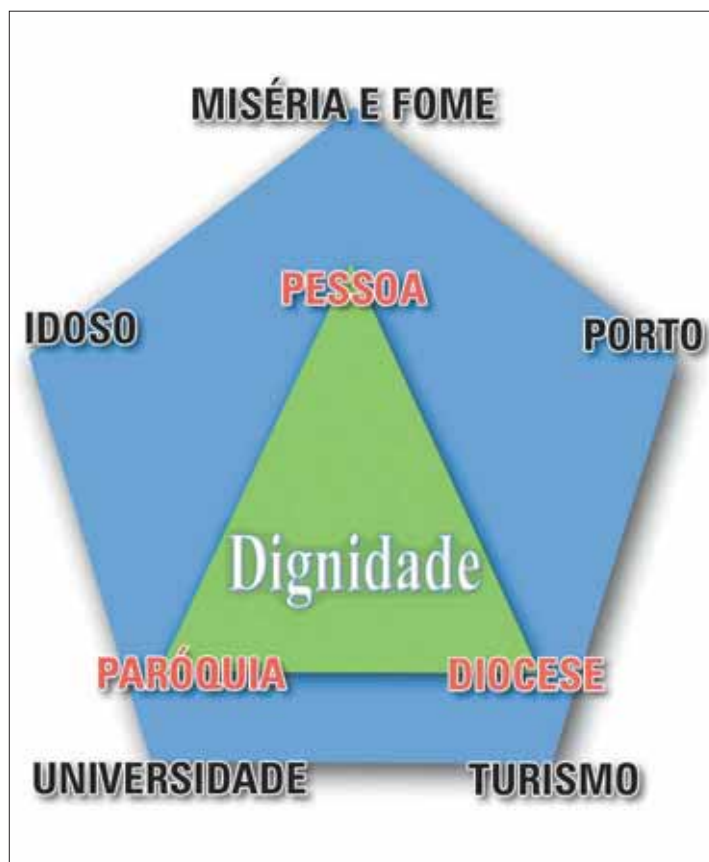 MISÉRIA E FOME
PESSOA
IDOSO
PORTO
Dignidade
PARÓQUIA
DIOCESE
UNIVERSIDADE
TURISMO